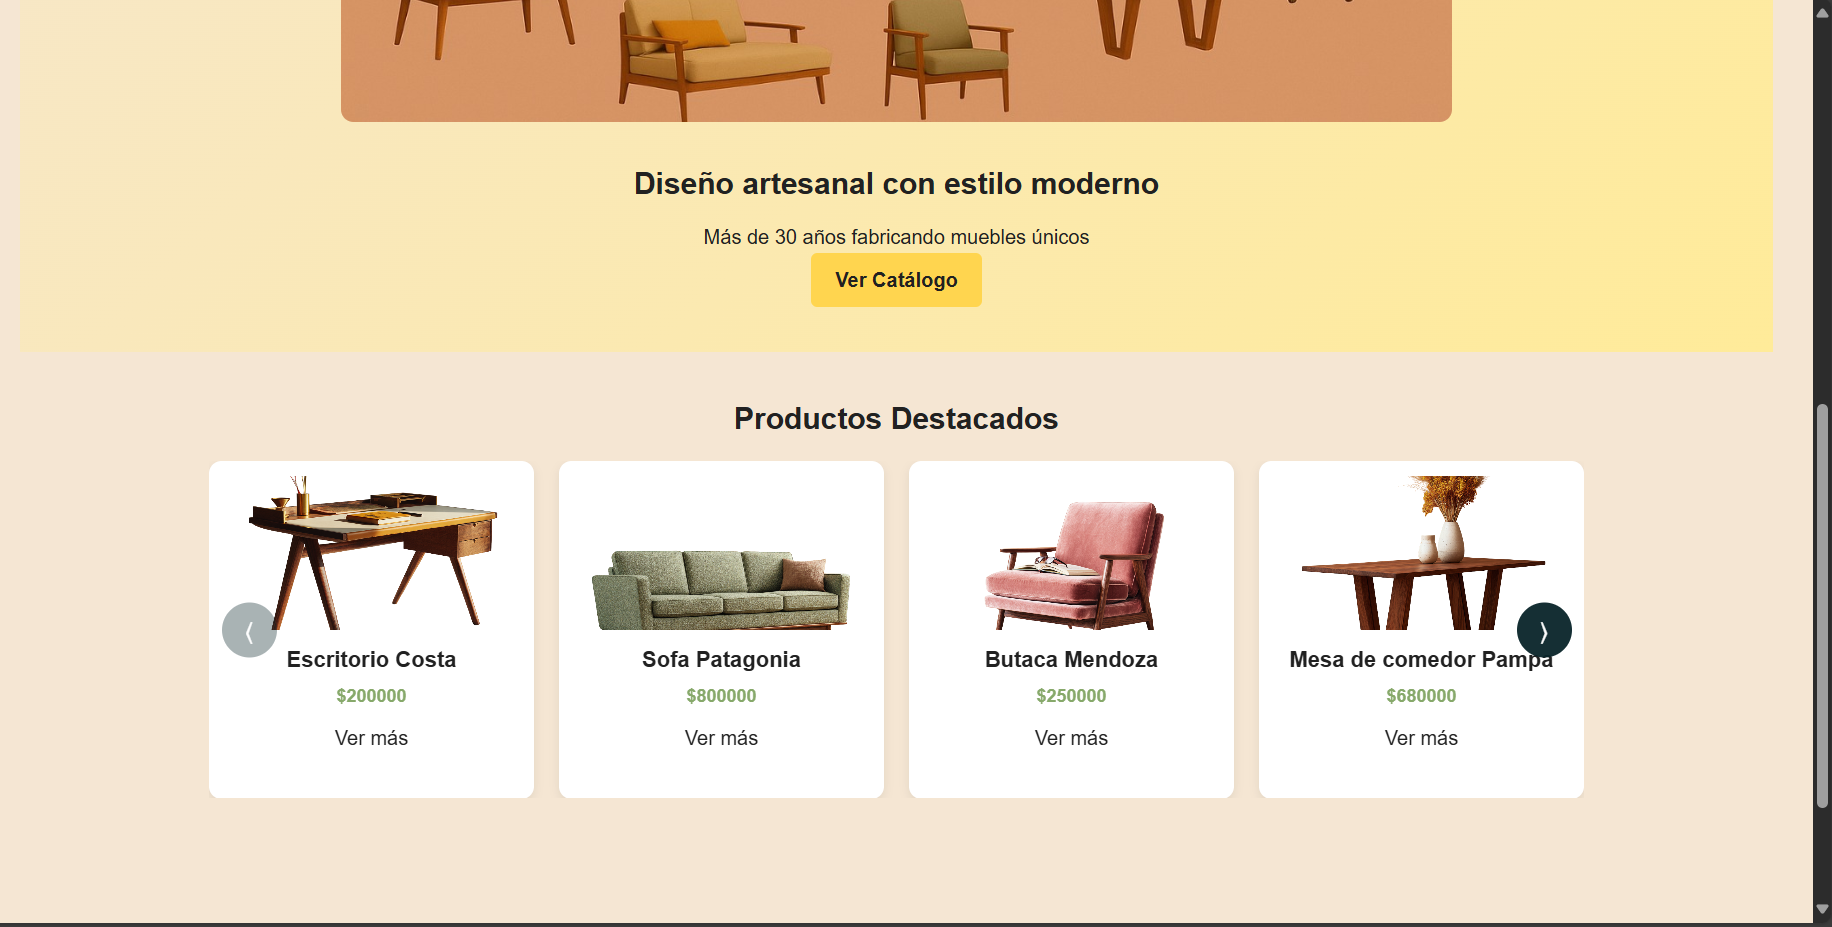 Diseño artesanal con estilo moderno
Más de 30 años fabricando muebles únicos
Ver Catálogo
Productos Destacados
Escritorio Costa
$200000
Ver más
Sofa Patagonia
$800000
Ver más
Butaca Mendoza
$250000
Ver más
Mesa de comedor Pampa
$680000
Ver más